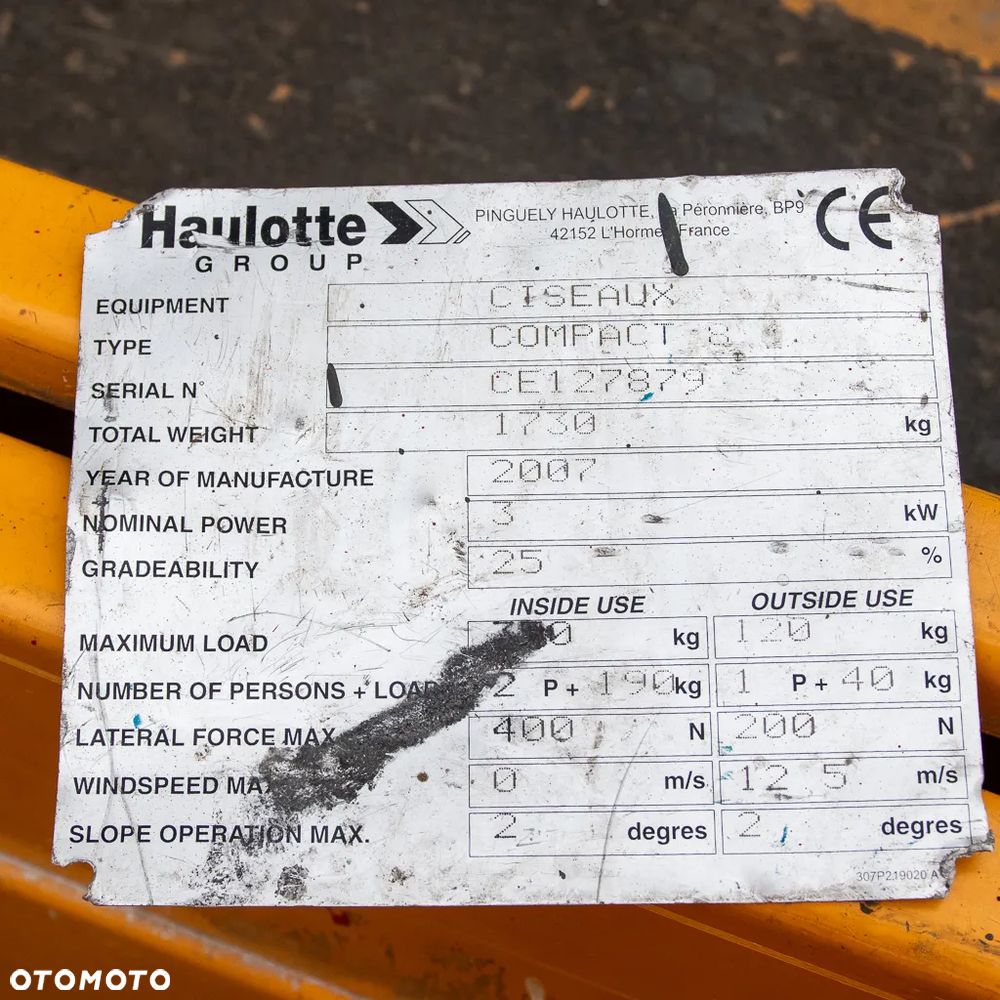 Haulotte
GROUP
PINGUELY HAULOTTE, La Péronnière, BP9
42152 L'Horme, France
CE
EQUIPMENT CISEAUX
TYPE COMPACT 8
SERIAL N° CE127879
TOTAL WEIGHT 1730 kg
YEAR OF MANUFACTURE 2007
NOMINAL POWER 3 kW
GRADEABILITY 25 %
INSIDE USE OUTSIDE USE
MAXIMUM LOAD kg 120 kg
NUMBER OF PERSONS + LOAD 2 P + 190 kg 1 P + 40 kg
LATERAL FORCE MAX. 400 N 200 N
WINDSPEED MAX. 0 m/s 12 5 m/s
SLOPE OPERATION MAX. 2 degres 2 degres
307P219020 A
OTOMOTO